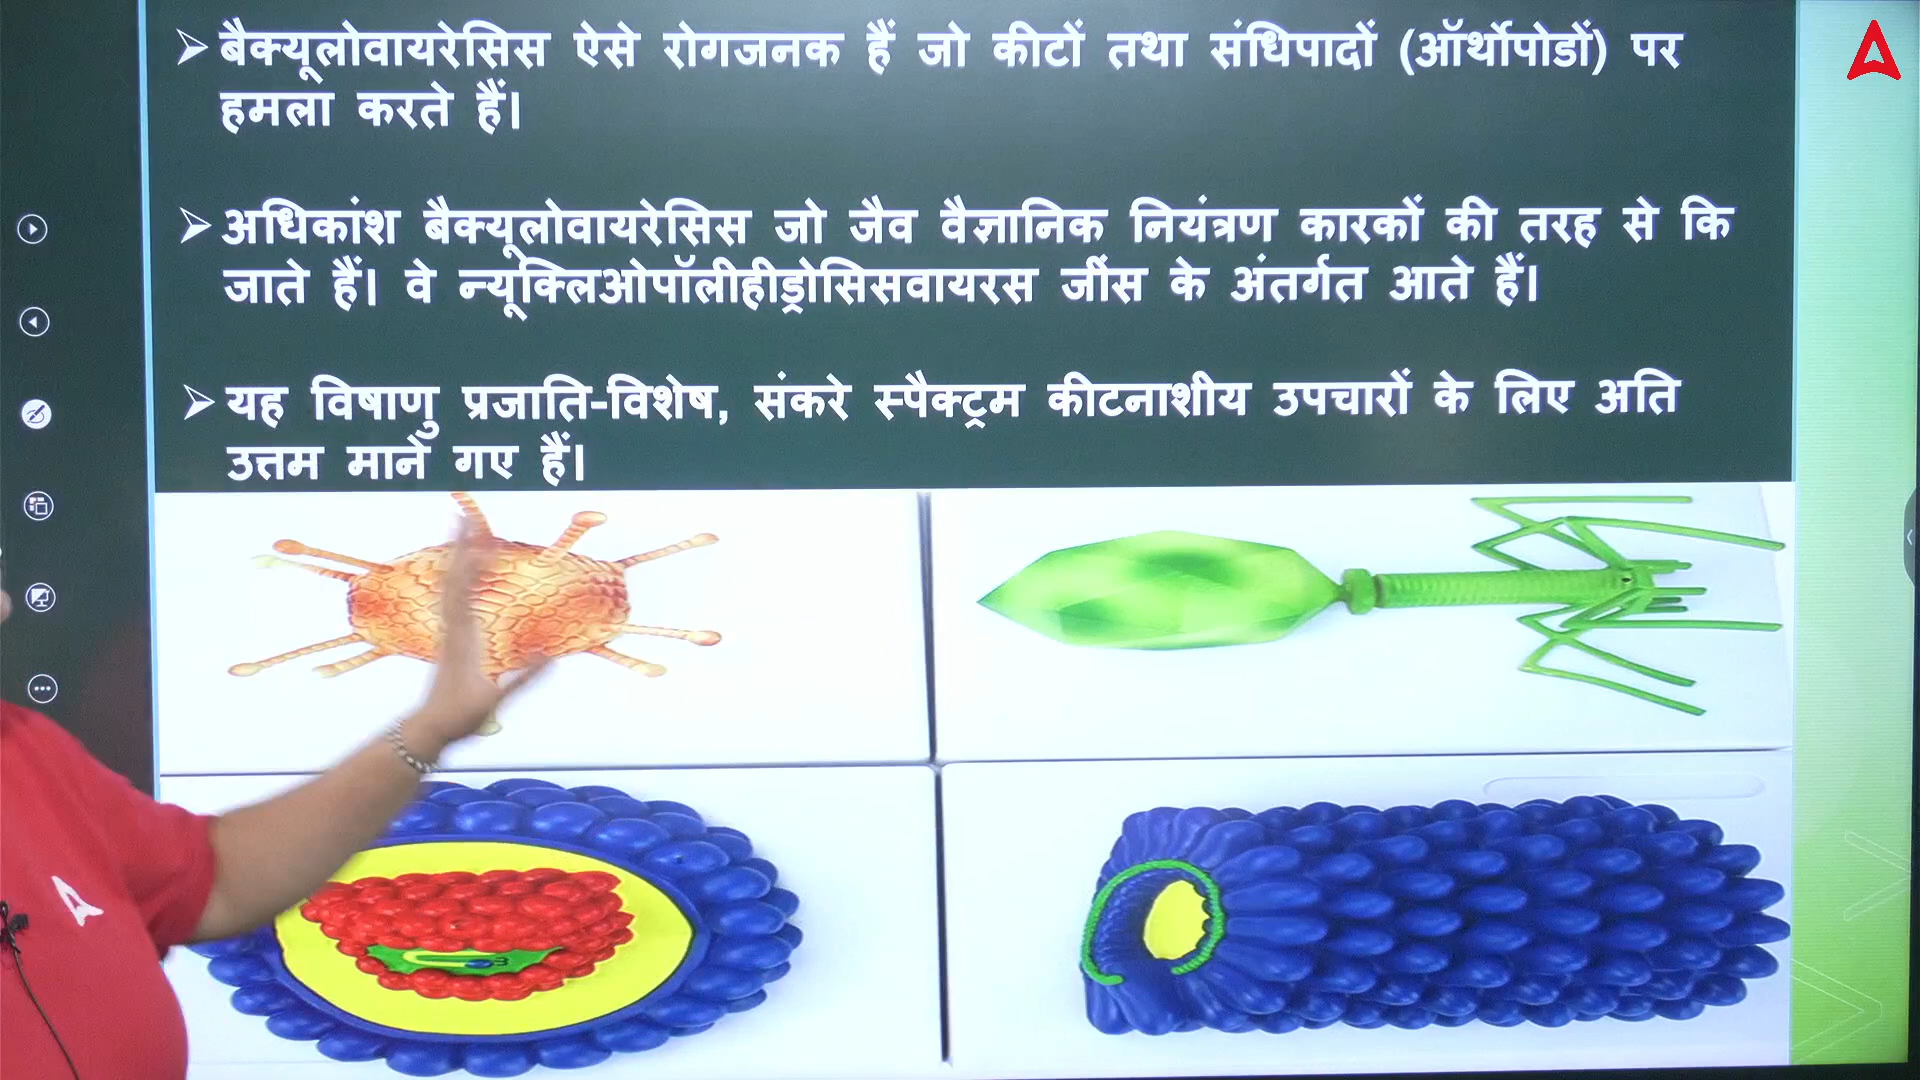 बैक्यूलोवायरेसिस ऐसे रोगजनक हैं जो कीटों तथा संधिपादों (ऑर्थोपोडों) पर
हमला करते हैं।
अधिकांश बैक्यूलोवायरेसिस जो जैव वैज्ञानिक नियंत्रण कारकों की तरह से कि
जाते हैं। वे न्यूक्लिओपॉलीहीड्रोसिसवायरस जींस के अंतर्गत आते हैं।
यह विषाणु प्रजाति-विशेष, संकरे स्पैक्ट्रम कीटनाशीय उपचारों के लिए अति
उत्तम माने गए हैं।